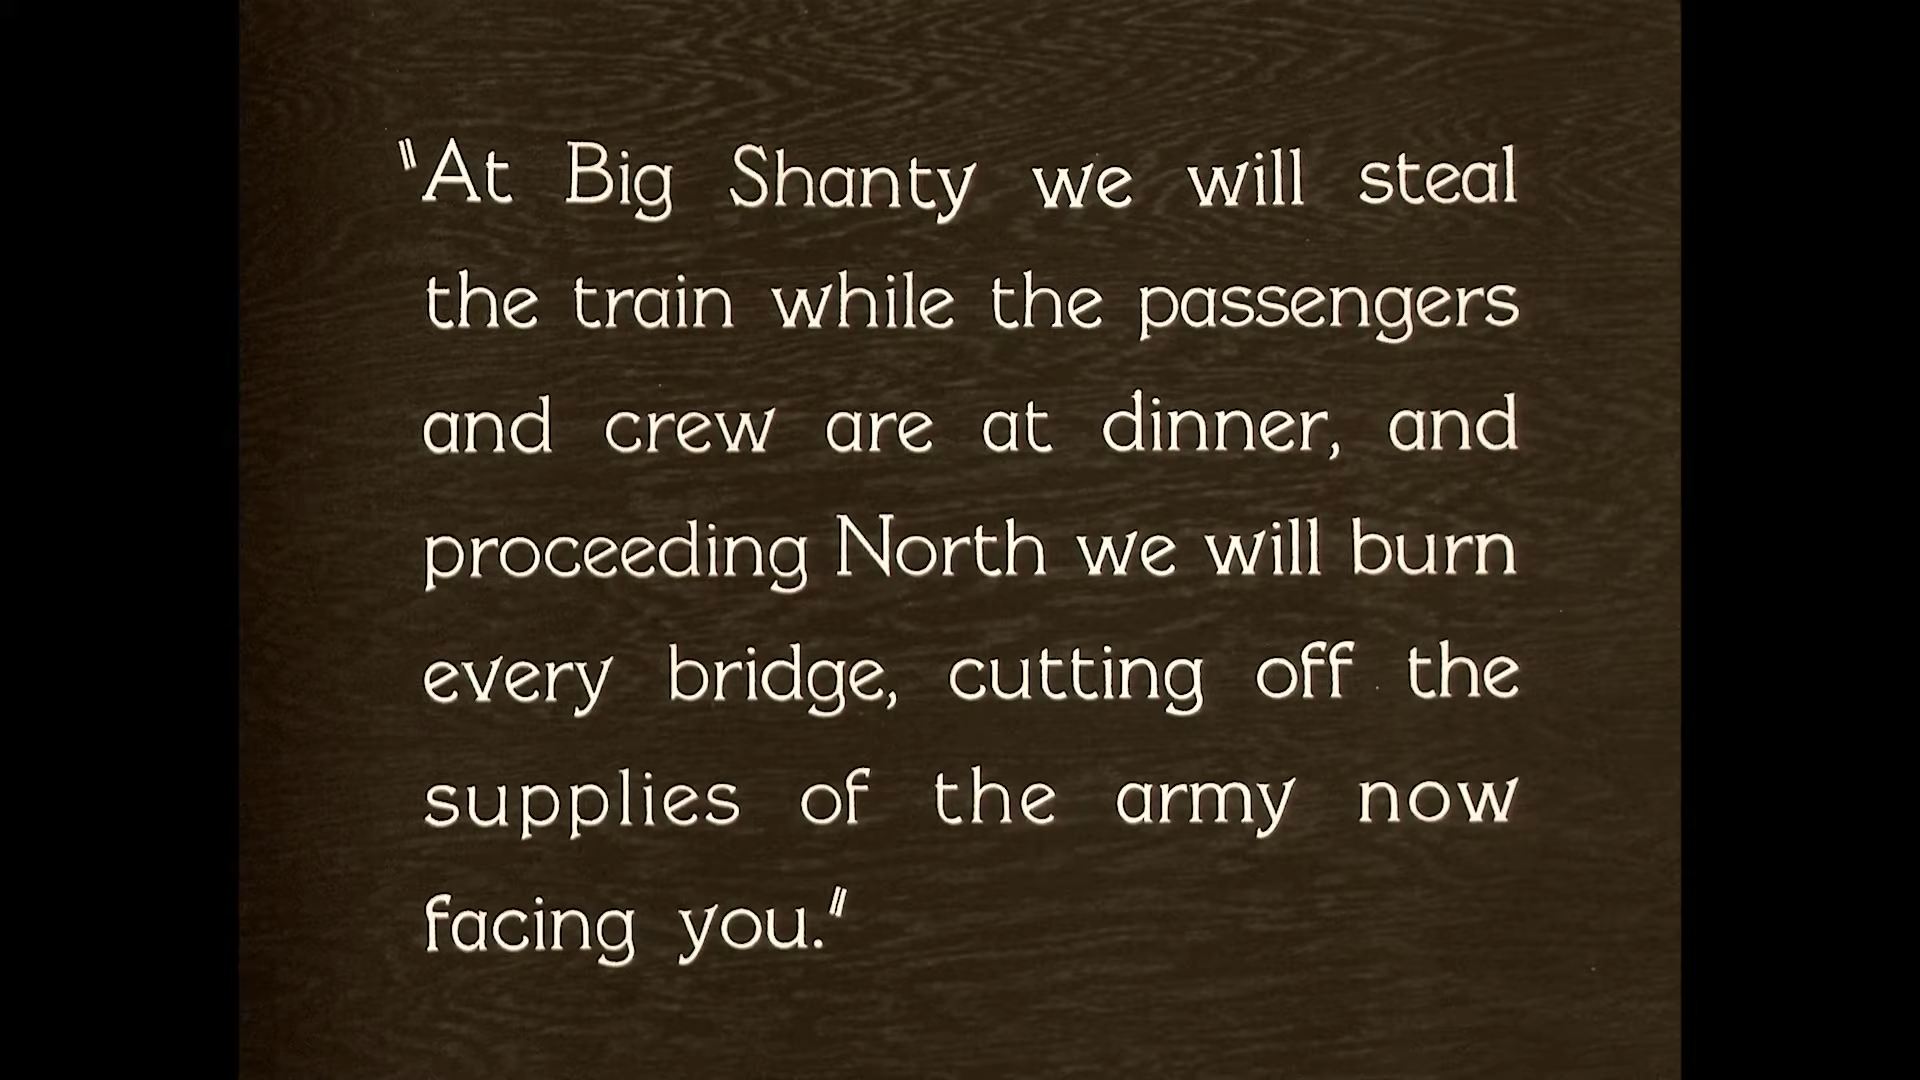 "At Big Shanty we will steal
the train while the passengers
and crew are at dinner, and
proceeding North we will burn
every bridge, cutting off the
supplies of the army now
facing you."